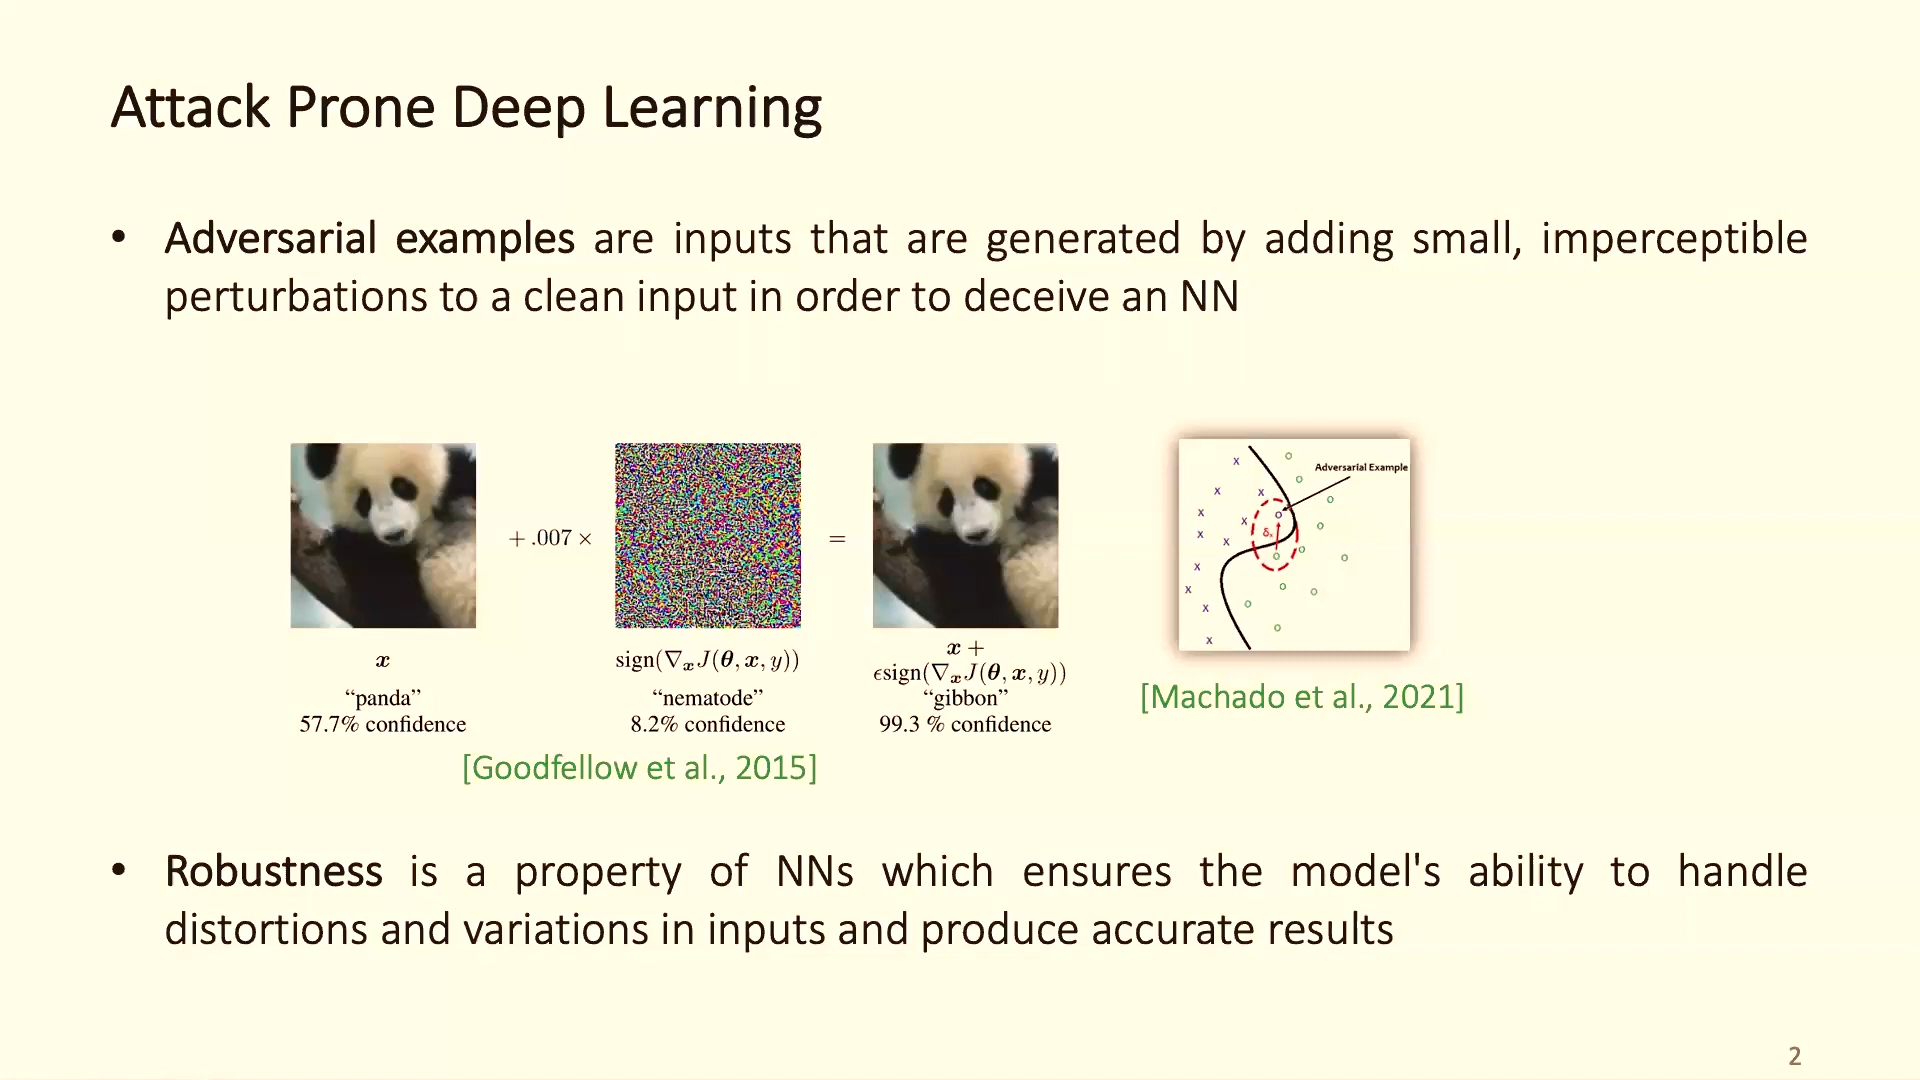 Attack Prone Deep Learning
• Adversarial examples are inputs that are generated by adding small, imperceptible
perturbations to a clean input in order to deceive an NN
+ .007 ×
=
x
sign(∇ₓJ(θ, x, y))
x +
ϵsign(∇ₓJ(θ, x, y))
“panda”
“nematode”
“gibbon”
57.7% confidence
8.2% confidence
99.3 % confidence
[Goodfellow et al., 2015]
Adversarial Example
δₓ
[Machado et al., 2021]
• Robustness is a property of NNs which ensures the model's ability to handle
distortions and variations in inputs and produce accurate results
2